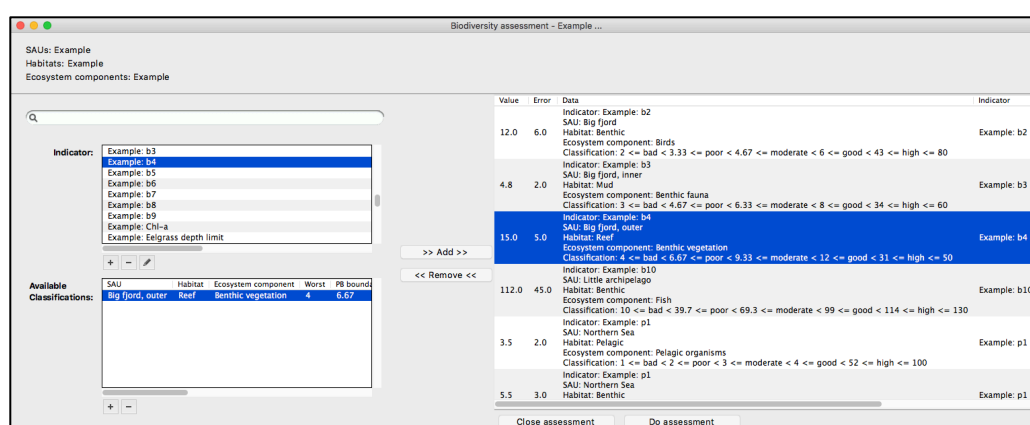 Biodiversity assessment - Example ...
SAUs: Example
Habitats: Example
Ecosystem components: Example
Indicator:
Example: b3
Example: b4
Example: b5
Example: b6
Example: b7
Example: b8
Example: b9
Example: Chl-a
Example: Eelgrass depth limit
+ −
Available
Classifications:
SAU Habitat Ecosystem component Worst PB bounda
Big fjord, outer Reef Benthic vegetation 4 6.67
+ −
>> Add >>
<< Remove <<
Value Error Data Indicator
Indicator: Example: b2
SAU: Big fjord
12.0 6.0 Habitat: Benthic Example: b2
Ecosystem component: Birds
Classification: 2 <= bad < 3.33 <= poor < 4.67 <= moderate < 6 <= good < 43 <= high <= 80
Indicator: Example: b3
SAU: Big fjord, inner
4.8 2.0 Habitat: Mud Example: b3
Ecosystem component: Benthic fauna
Classification: 3 <= bad < 4.67 <= poor < 6.33 <= moderate < 8 <= good < 34 <= high <= 60
Indicator: Example: b4
SAU: Big fjord, outer
15.0 5.0 Habitat: Reef Example: b4
Ecosystem component: Benthic vegetation
Classification: 4 <= bad < 6.67 <= poor < 9.33 <= moderate < 12 <= good < 31 <= high <= 50
Indicator: Example: b10
SAU: Little archipelago
112.0 45.0 Habitat: Benthic Example: b10
Ecosystem component: Fish
Classification: 10 <= bad < 39.7 <= poor < 69.3 <= moderate < 99 <= good < 114 <= high <= 130
Indicator: Example: p1
SAU: Northern Sea
3.5 2.0 Habitat: Pelagic Example: p1
Ecosystem component: Pelagic organisms
Classification: 1 <= bad < 2 <= poor < 3 <= moderate < 4 <= good < 52 <= high <= 100
Indicator: Example: p1
SAU: Northern Sea
5.5 3.0 Habitat: Benthic Example: p1
Close assessment Do assessment